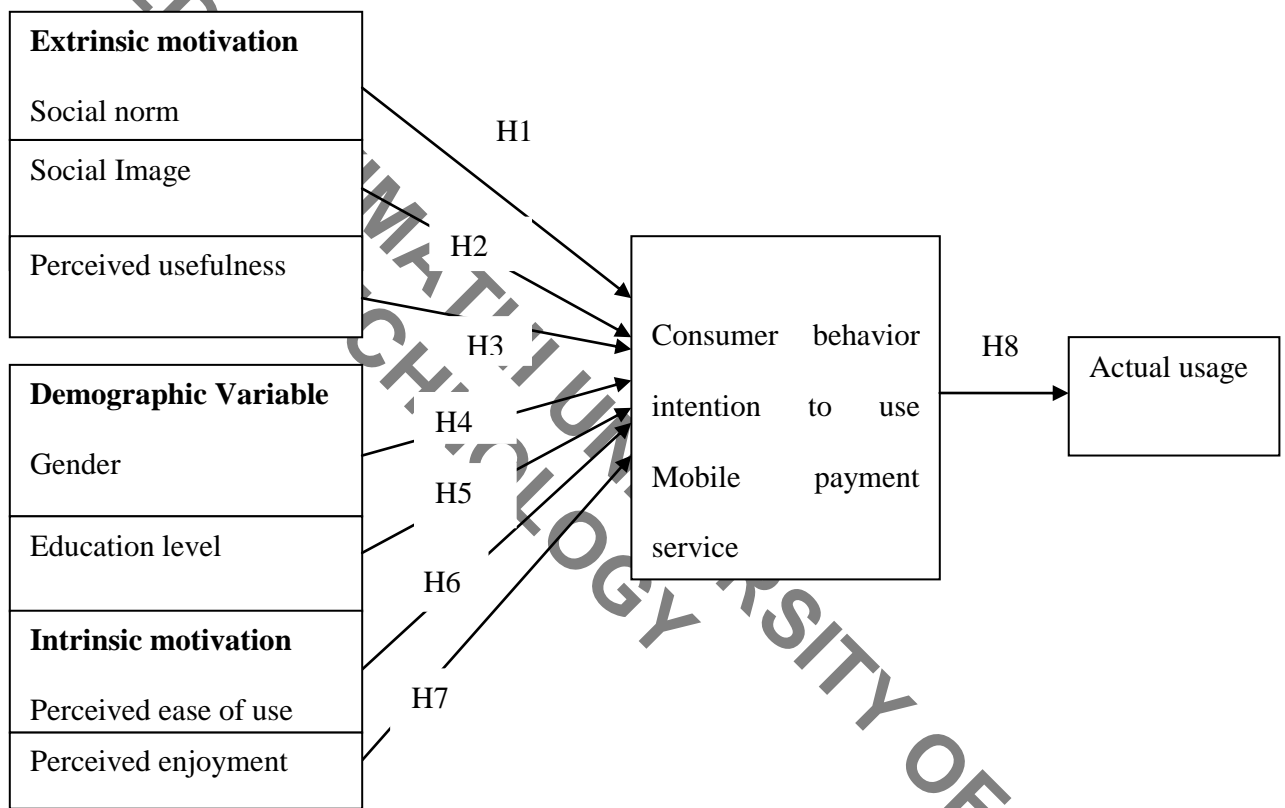 Extrinsic motivation
Social norm
Social Image
Perceived usefulness
Demographic Variable
Gender
Education level
Intrinsic motivation
Perceived ease of use
Perceived enjoyment
H1
H2
H3
H4
H5
H6
H7
Consumer behavior
intention to use
Mobile payment
service
H8
Actual usage
OF
TECHNOLOGY